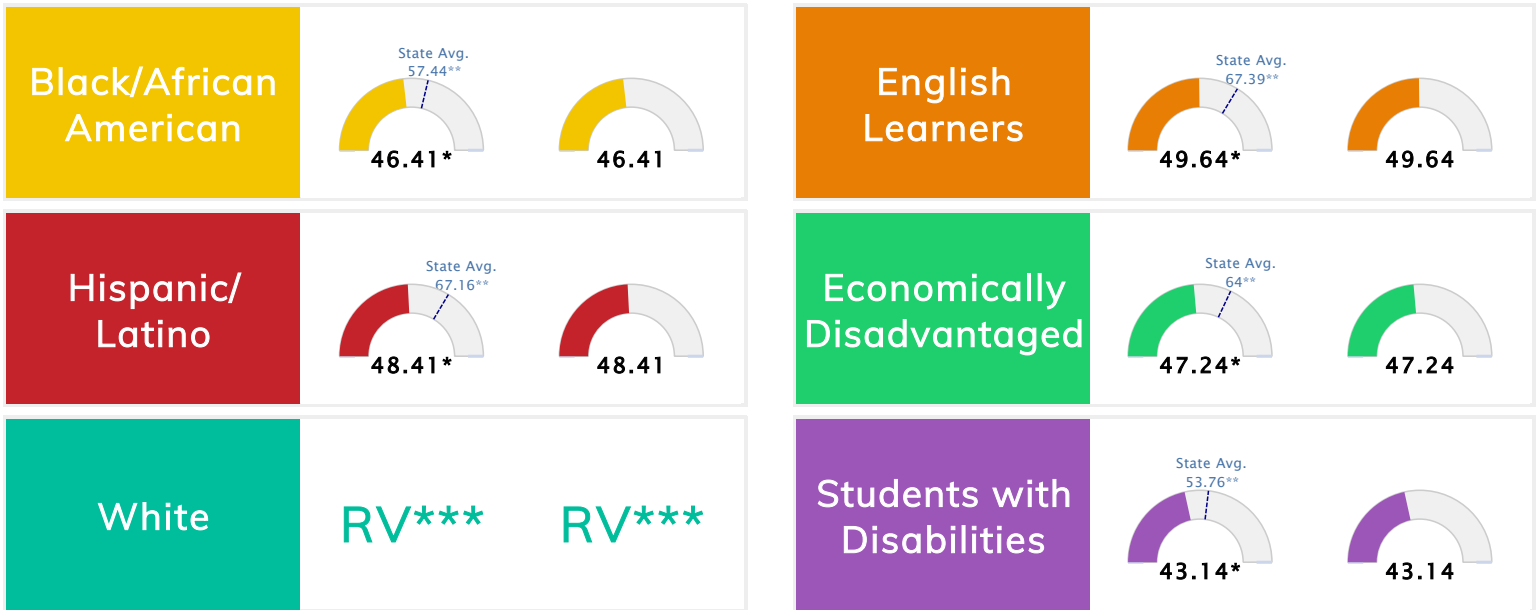 Black/African
American
State Avg.
57.44**
46.41*
46.41
English
Learners
State Avg.
67.39**
49.64*
49.64
Hispanic/
Latino
State Avg.
67.16**
48.41*
48.41
Economically
Disadvantaged
State Avg.
64**
47.24*
47.24
White
RV***
RV***
Students with
Disabilities
State Avg.
53.76**
43.14*
43.14